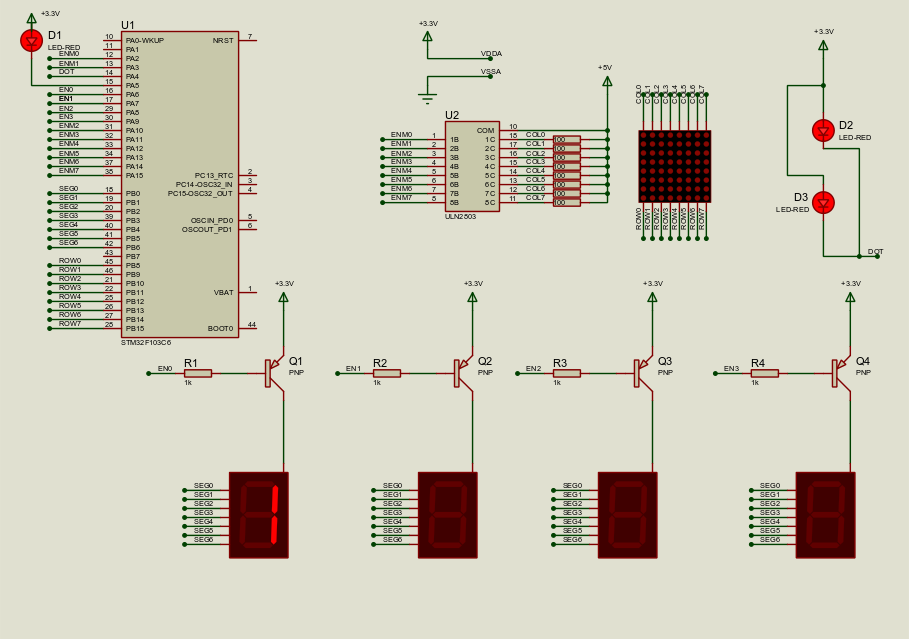 +3.3V
D1
LED-RED
U1
ENM0
ENM1
DOT
EN0
EN1
EN2
EN3
ENM2
ENM3
ENM4
ENM5
ENM6
ENM7
SEG0
SEG1
SEG2
SEG3
SEG4
SEG5
SEG6
ROW0
ROW1
ROW2
ROW3
ROW4
ROW5
ROW6
ROW7
10 PA0-WKUP
11 PA1
12 PA2
13 PA3
14 PA4
15 PA5
16 PA6
17 PA7
29 PA8
30 PA9
31 PA10
32 PA11
33 PA12
34 PA13
37 PA14
38 PA15
18 PB0
19 PB1
20 PB2
39 PB3
40 PB4
41 PB5
42 PB6
43 PB7
45 PB8
46 PB9
21 PB10
22 PB11
25 PB12
26 PB13
27 PB14
28 PB15
NRST 7
PC13_RTC 2
PC14-OSC32_IN 3
PC15-OSC32_OUT 4
OSCIN_PD0 5
OSCOUT_PD1 6
VBAT 1
BOOT0 44
STM32F103C6
+3.3V
VDDA
VSSA
U2
ENM0 1 1B
ENM1 2 2B
ENM2 3 3B
ENM3 4 4B
ENM4 5 5B
ENM5 6 6B
ENM6 7 7B
ENM7 8 8B
COM 10
1C 18 COL0 100
2C 17 COL1 100
3C 16 COL2 100
4C 15 COL3 100
5C 14 COL4 100
6C 13 COL5 100
7C 12 COL6 100
8C 11 COL7 100
ULN2803
+5V
COL0
COL1
COL2
COL3
COL4
COL5
COL6
COL7
ROW0
ROW1
ROW2
ROW3
ROW4
ROW5
ROW6
ROW7
+3.3V
D2
LED-RED
D3
LED-RED
DOT
+3.3V
EN0
R1
1k
Q1
PNP
+3.3V
EN1
R2
1k
Q2
PNP
+3.3V
EN2
R3
1k
Q3
PNP
+3.3V
EN3
R4
1k
Q4
PNP
SEG0
SEG1
SEG2
SEG3
SEG4
SEG5
SEG6
1
SEG0
SEG1
SEG2
SEG3
SEG4
SEG5
SEG6
SEG0
SEG1
SEG2
SEG3
SEG4
SEG5
SEG6
SEG0
SEG1
SEG2
SEG3
SEG4
SEG5
SEG6